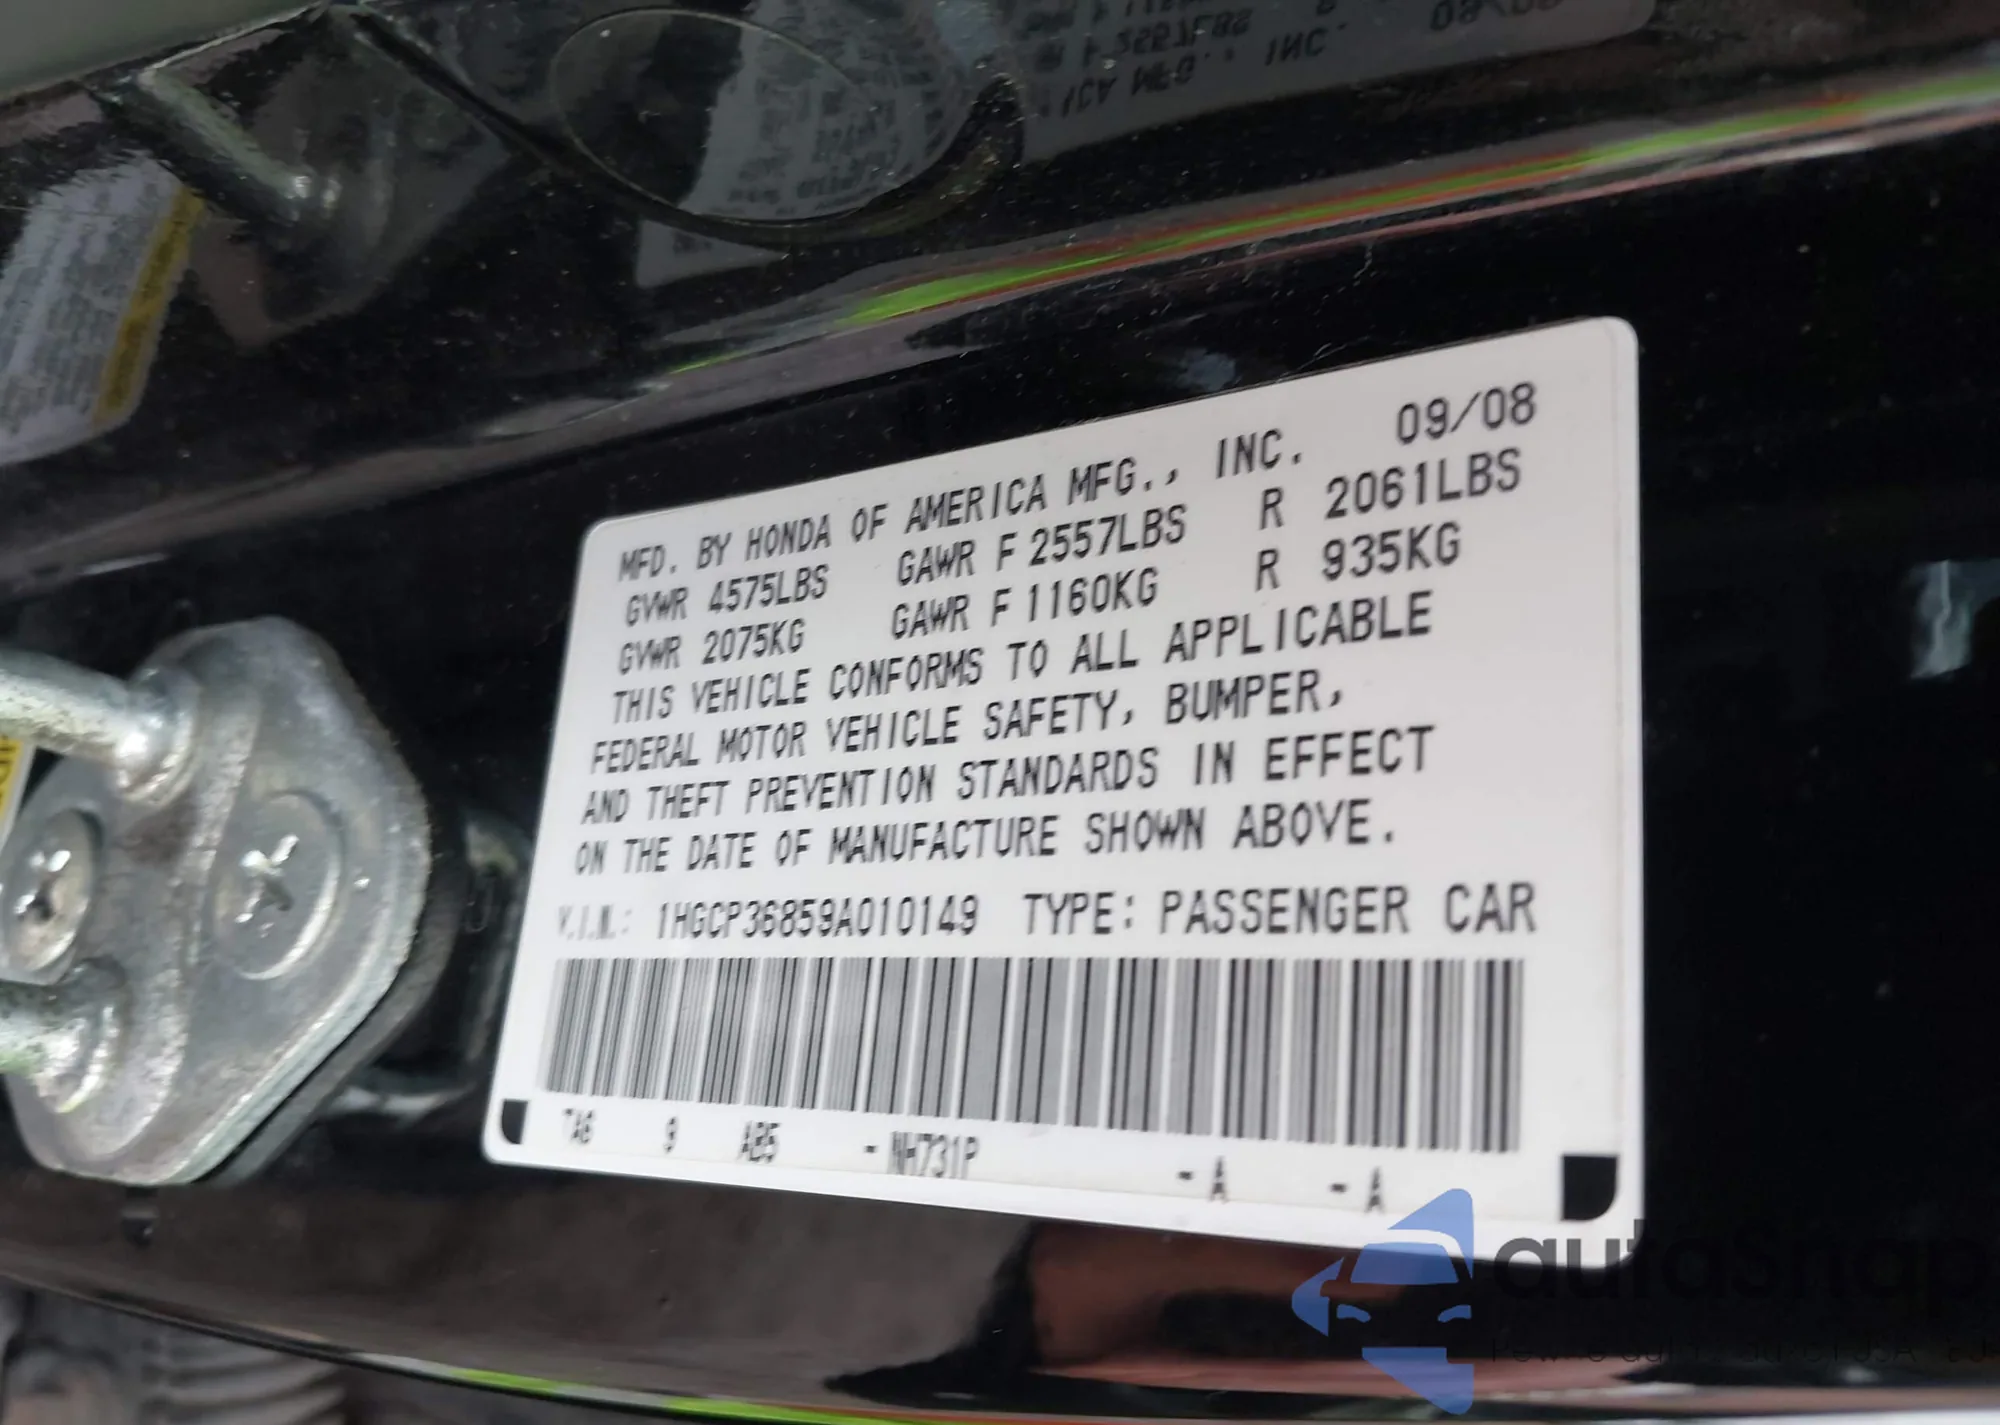 MFD. BY HONDA OF AMERICA MFG., INC. 09/08
GVWR 4575LBS GAWR F 2557LBS R 2061LBS
GVWR 2075KG GAWR F 1160KG R 935KG
THIS VEHICLE CONFORMS TO ALL APPLICABLE
FEDERAL MOTOR VEHICLE SAFETY, BUMPER,
AND THEFT PREVENTION STANDARDS IN EFFECT
ON THE DATE OF MANUFACTURE SHOWN ABOVE.
V.I.N.: 1HGCP36859A010149 TYPE: PASSENGER CAR
TA6 9 AB5 - NH731P - A - A
autosnap